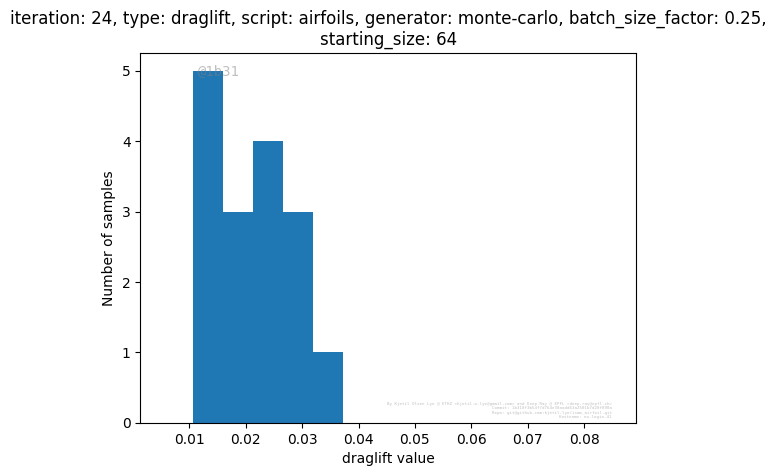 iteration: 24, type: draglift, script: airfoils, generator: monte-carlo, batch_size_factor: 0.25,
starting_size: 64
@1b31
5
4
3
2
1
0
Number of samples
0.01 0.02 0.03 0.04 0.05 0.06 0.07 0.08
draglift value